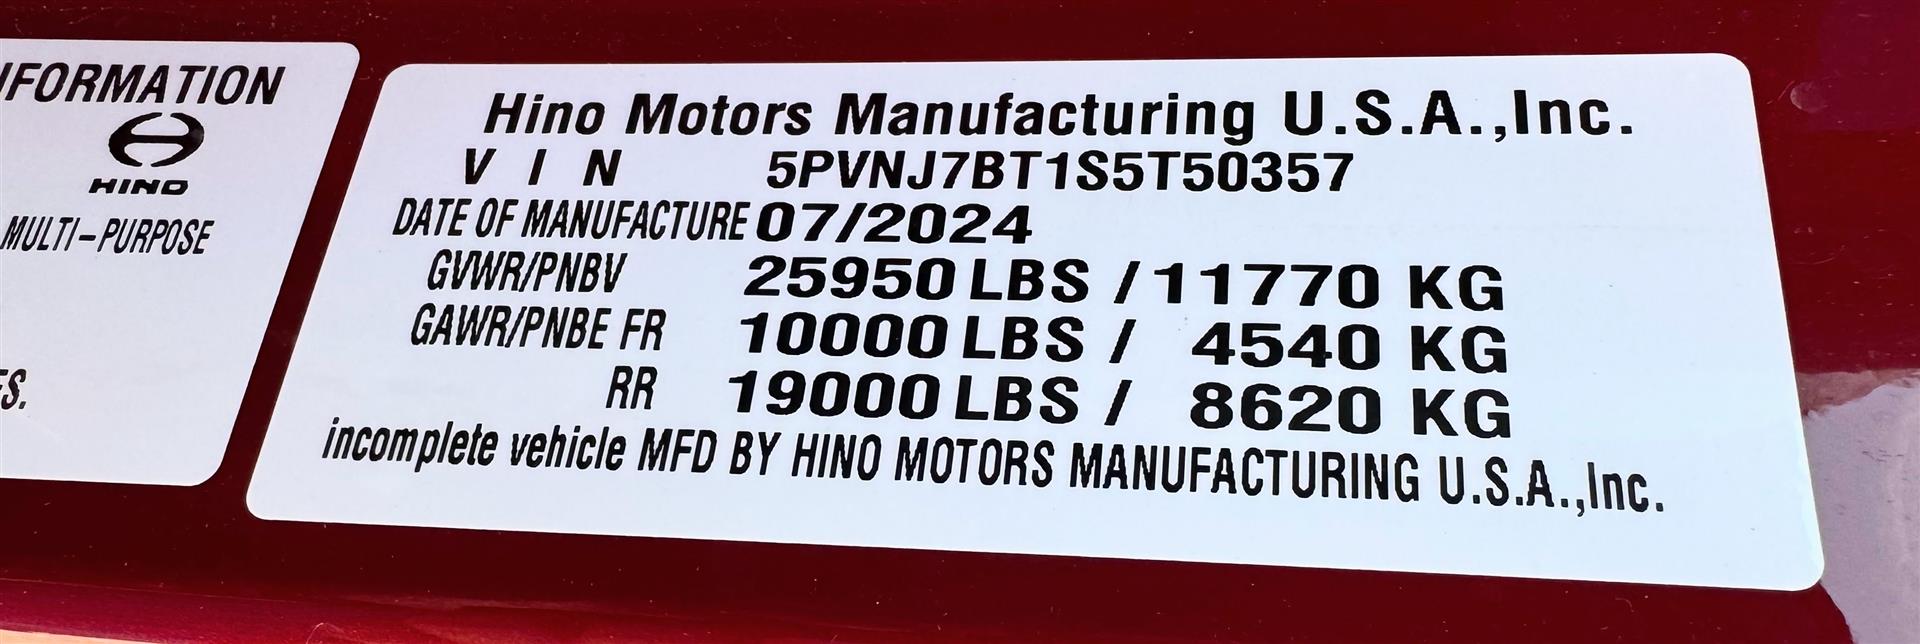 NFORMATION
HINO
MULTI-PURPOSE
ES.
Hino Motors Manufacturing U.S.A.,Inc.
V I N 5PVNJ7BT1S5T50357
DATE OF MANUFACTURE 07/2024
GVWR/PNBV 25950 LBS / 11770 KG
GAWR/PNBE FR 10000 LBS / 4540 KG
RR 19000 LBS / 8620 KG
incomplete vehicle MFD BY HINO MOTORS MANUFACTURING U.S.A.,Inc.